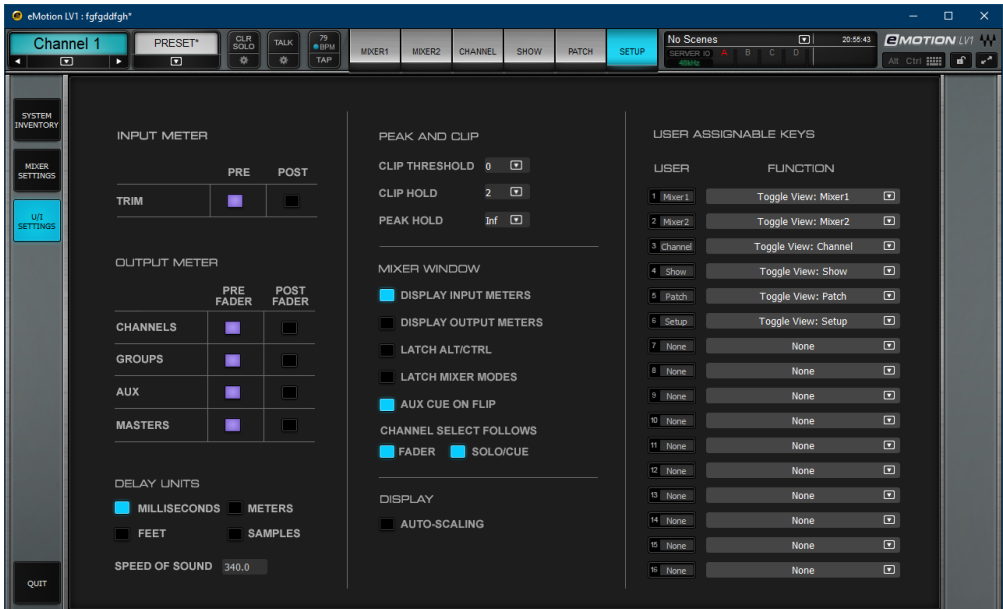 eMotion LV1 : fgfgddfgh*
Channel 1
PRESET*
CLR SOLO
TALK
79
BPM
TAP
MIXER1
MIXER2
CHANNEL
SHOW
PATCH
SETUP
No Scenes
20:55:43
SERVER IO A B C D
48kHz
eMOTION LV1
Alt Ctrl
SYSTEM
INVENTORY
MIXER
SETTINGS
U/I
SETTINGS
QUIT
INPUT METER
PRE POST
TRIM
OUTPUT METER
PRE FADER
POST FADER
CHANNELS
GROUPS
AUX
MASTERS
DELAY UNITS
MILLISECONDS METERS
FEET SAMPLES
SPEED OF SOUND 340.0
PEAK AND CLIP
CLIP THRESHOLD 0
CLIP HOLD 2
PEAK HOLD Inf
MIXER WINDOW
DISPLAY INPUT METERS
DISPLAY OUTPUT METERS
LATCH ALT/CTRL
LATCH MIXER MODES
AUX CUE ON FLIP
CHANNEL SELECT FOLLOWS
FADER SOLO/CUE
DISPLAY
AUTO-SCALING
USER ASSIGNABLE KEYS
USER FUNCTION
1 Mixer1 Toggle View: Mixer1
2 Mixer2 Toggle View: Mixer2
3 Channel Toggle View: Channel
4 Show Toggle View: Show
5 Patch Toggle View: Patch
6 Setup Toggle View: Setup
7 None None
8 None None
9 None None
10 None None
11 None None
12 None None
13 None None
14 None None
15 None None
16 None None